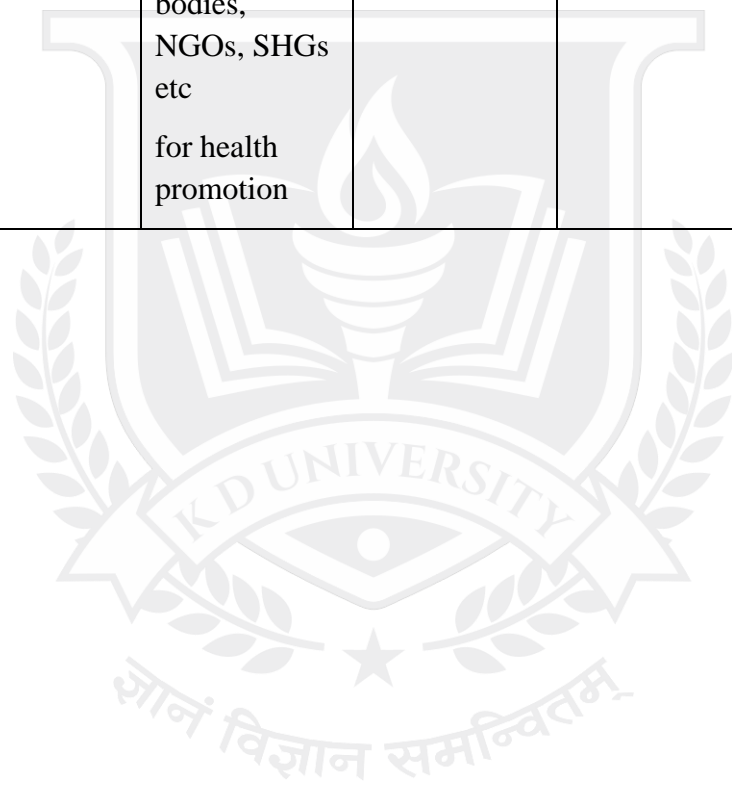 bodies,
NGOs, SHGs
etc
for health
promotion
K D UNIVERSITY
ज्ञानं विज्ञान समन्वितम्